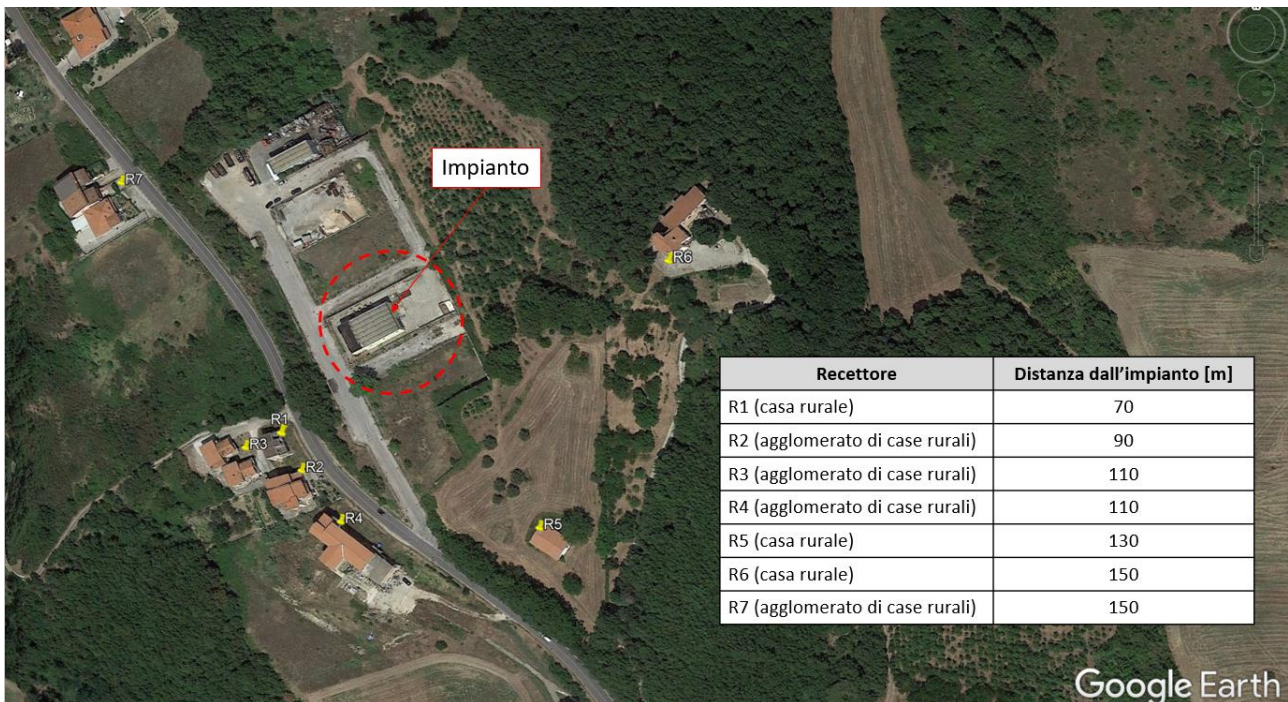 Impianto
R7
R6
R1
R3
R2
R4
R5
Recettore Distanza dall'impianto [m]
R1 (casa rurale) 70
R2 (agglomerato di case rurali) 90
R3 (agglomerato di case rurali) 110
R4 (agglomerato di case rurali) 110
R5 (casa rurale) 130
R6 (casa rurale) 150
R7 (agglomerato di case rurali) 150
Google Earth